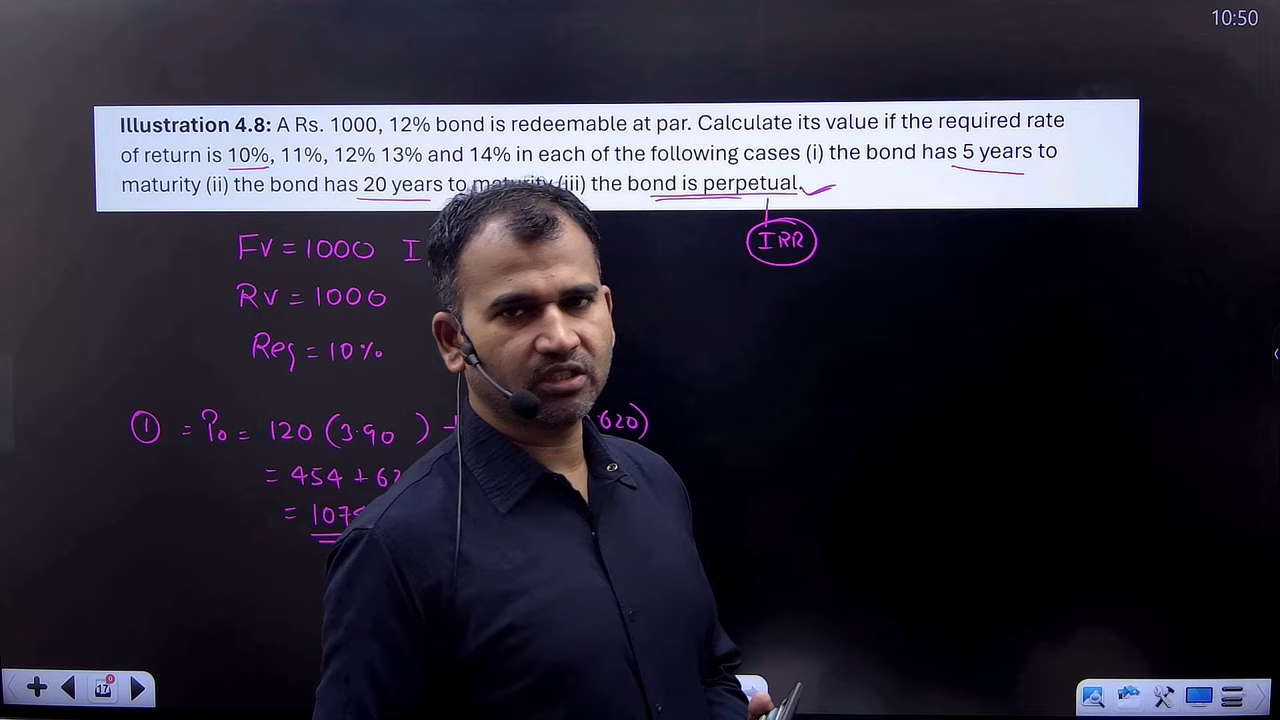 10:50
Illustration 4.8: A Rs. 1000, 12% bond is redeemable at par. Calculate its value if the required rate
of return is 10%, 11%, 12% 13% and 14% in each of the following cases (i) the bond has 5 years to
maturity (ii) the bond has 20 years to maturity (iii) the bond is perpetual.
IRR
FV = 1000 I
RV = 1000
Req = 10%
① = P₀ = 120 (3.90 ) + .620)
= 454 + 62
= 107
17